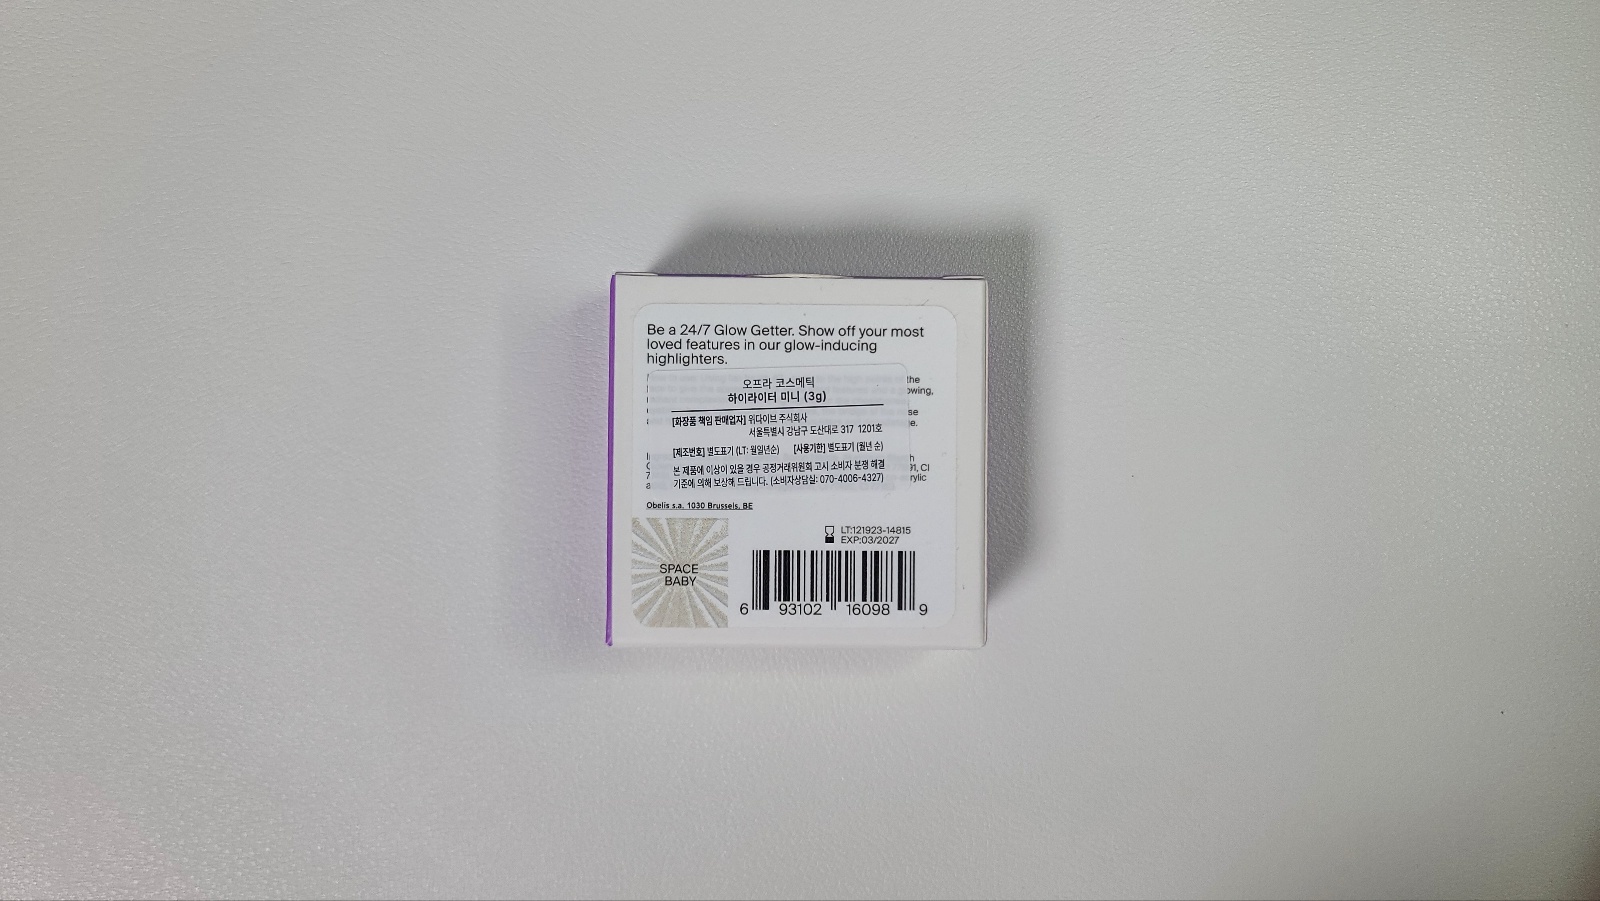 Be a 24/7 Glow Getter. Show off your most
loved features in our glow-inducing
highlighters.
오프라 코스메틱
하이라이터 미니 (3g)
[화장품 책임 판매업자] 위다이브 주식회사
서울특별시 강남구 도산대로 317 1201호
[제조번호] 별도표기 (LT: 월일년순) [사용기한] 별도표기 (월년 순)
본 제품에 이상이 있을 경우 공정거래위원회 고시 소비자 분쟁 해결
기준에 의해 보상해 드립니다. (소비자상담실: 070-4006-4327)
Obelis s.a. 1030 Brussels, BE
LT:121923-14815
EXP:03/2027
SPACE
BABY
6 93102 16098 9